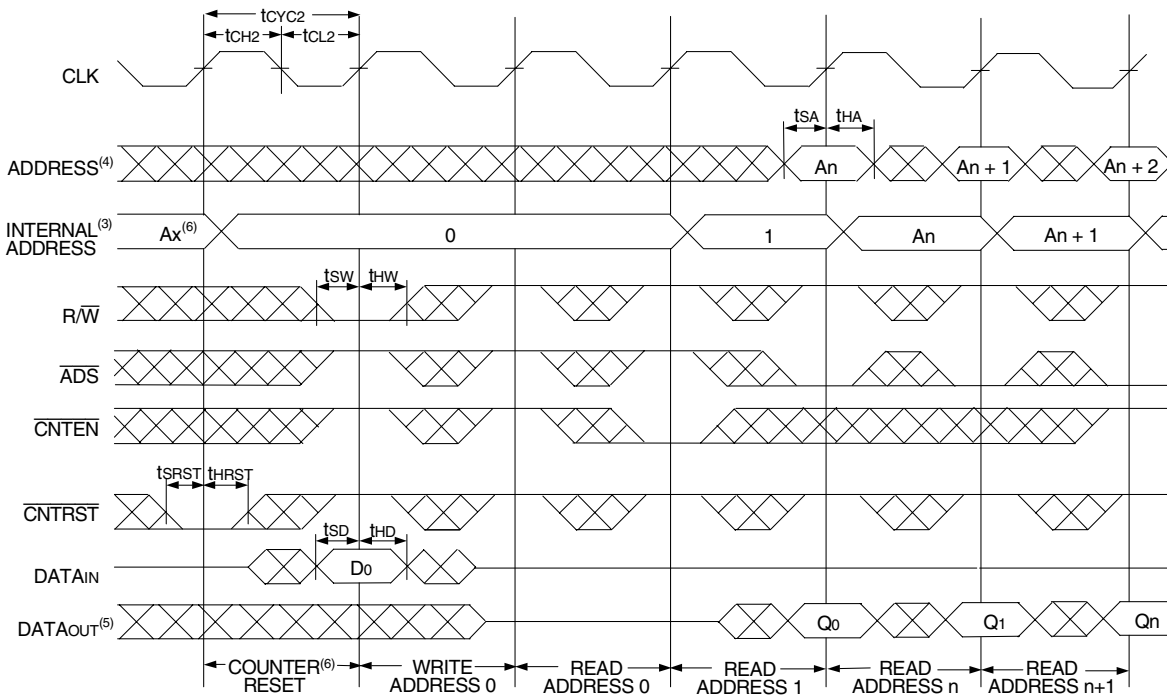 tCYC2
tCH2 tCL2
CLK
tSA tHA
ADDRESS(4) An An + 1 An + 2
INTERNAL(3) ADDRESS Ax(6) 0 1 An An + 1
tSW tHW
R/W
ADS
CNTEN
tSRST tHRST
CNTRST
tSD tHD
DATAIN D0
DATAOUT(5) Q0 Q1 Qn
COUNTER(6) RESET WRITE ADDRESS 0 READ ADDRESS 0 READ ADDRESS 1 READ ADDRESS n READ ADDRESS n+1